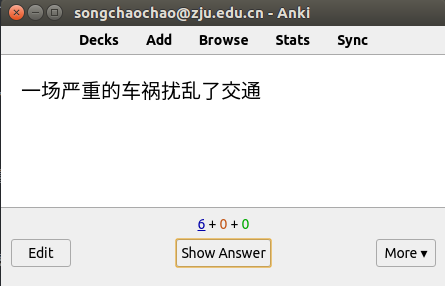 songchaochao@zju.edu.cn - Anki
Decks Add Browse Stats Sync
一场严重的车祸扰乱了交通
6 + 0 + 0
Edit Show Answer More ▾